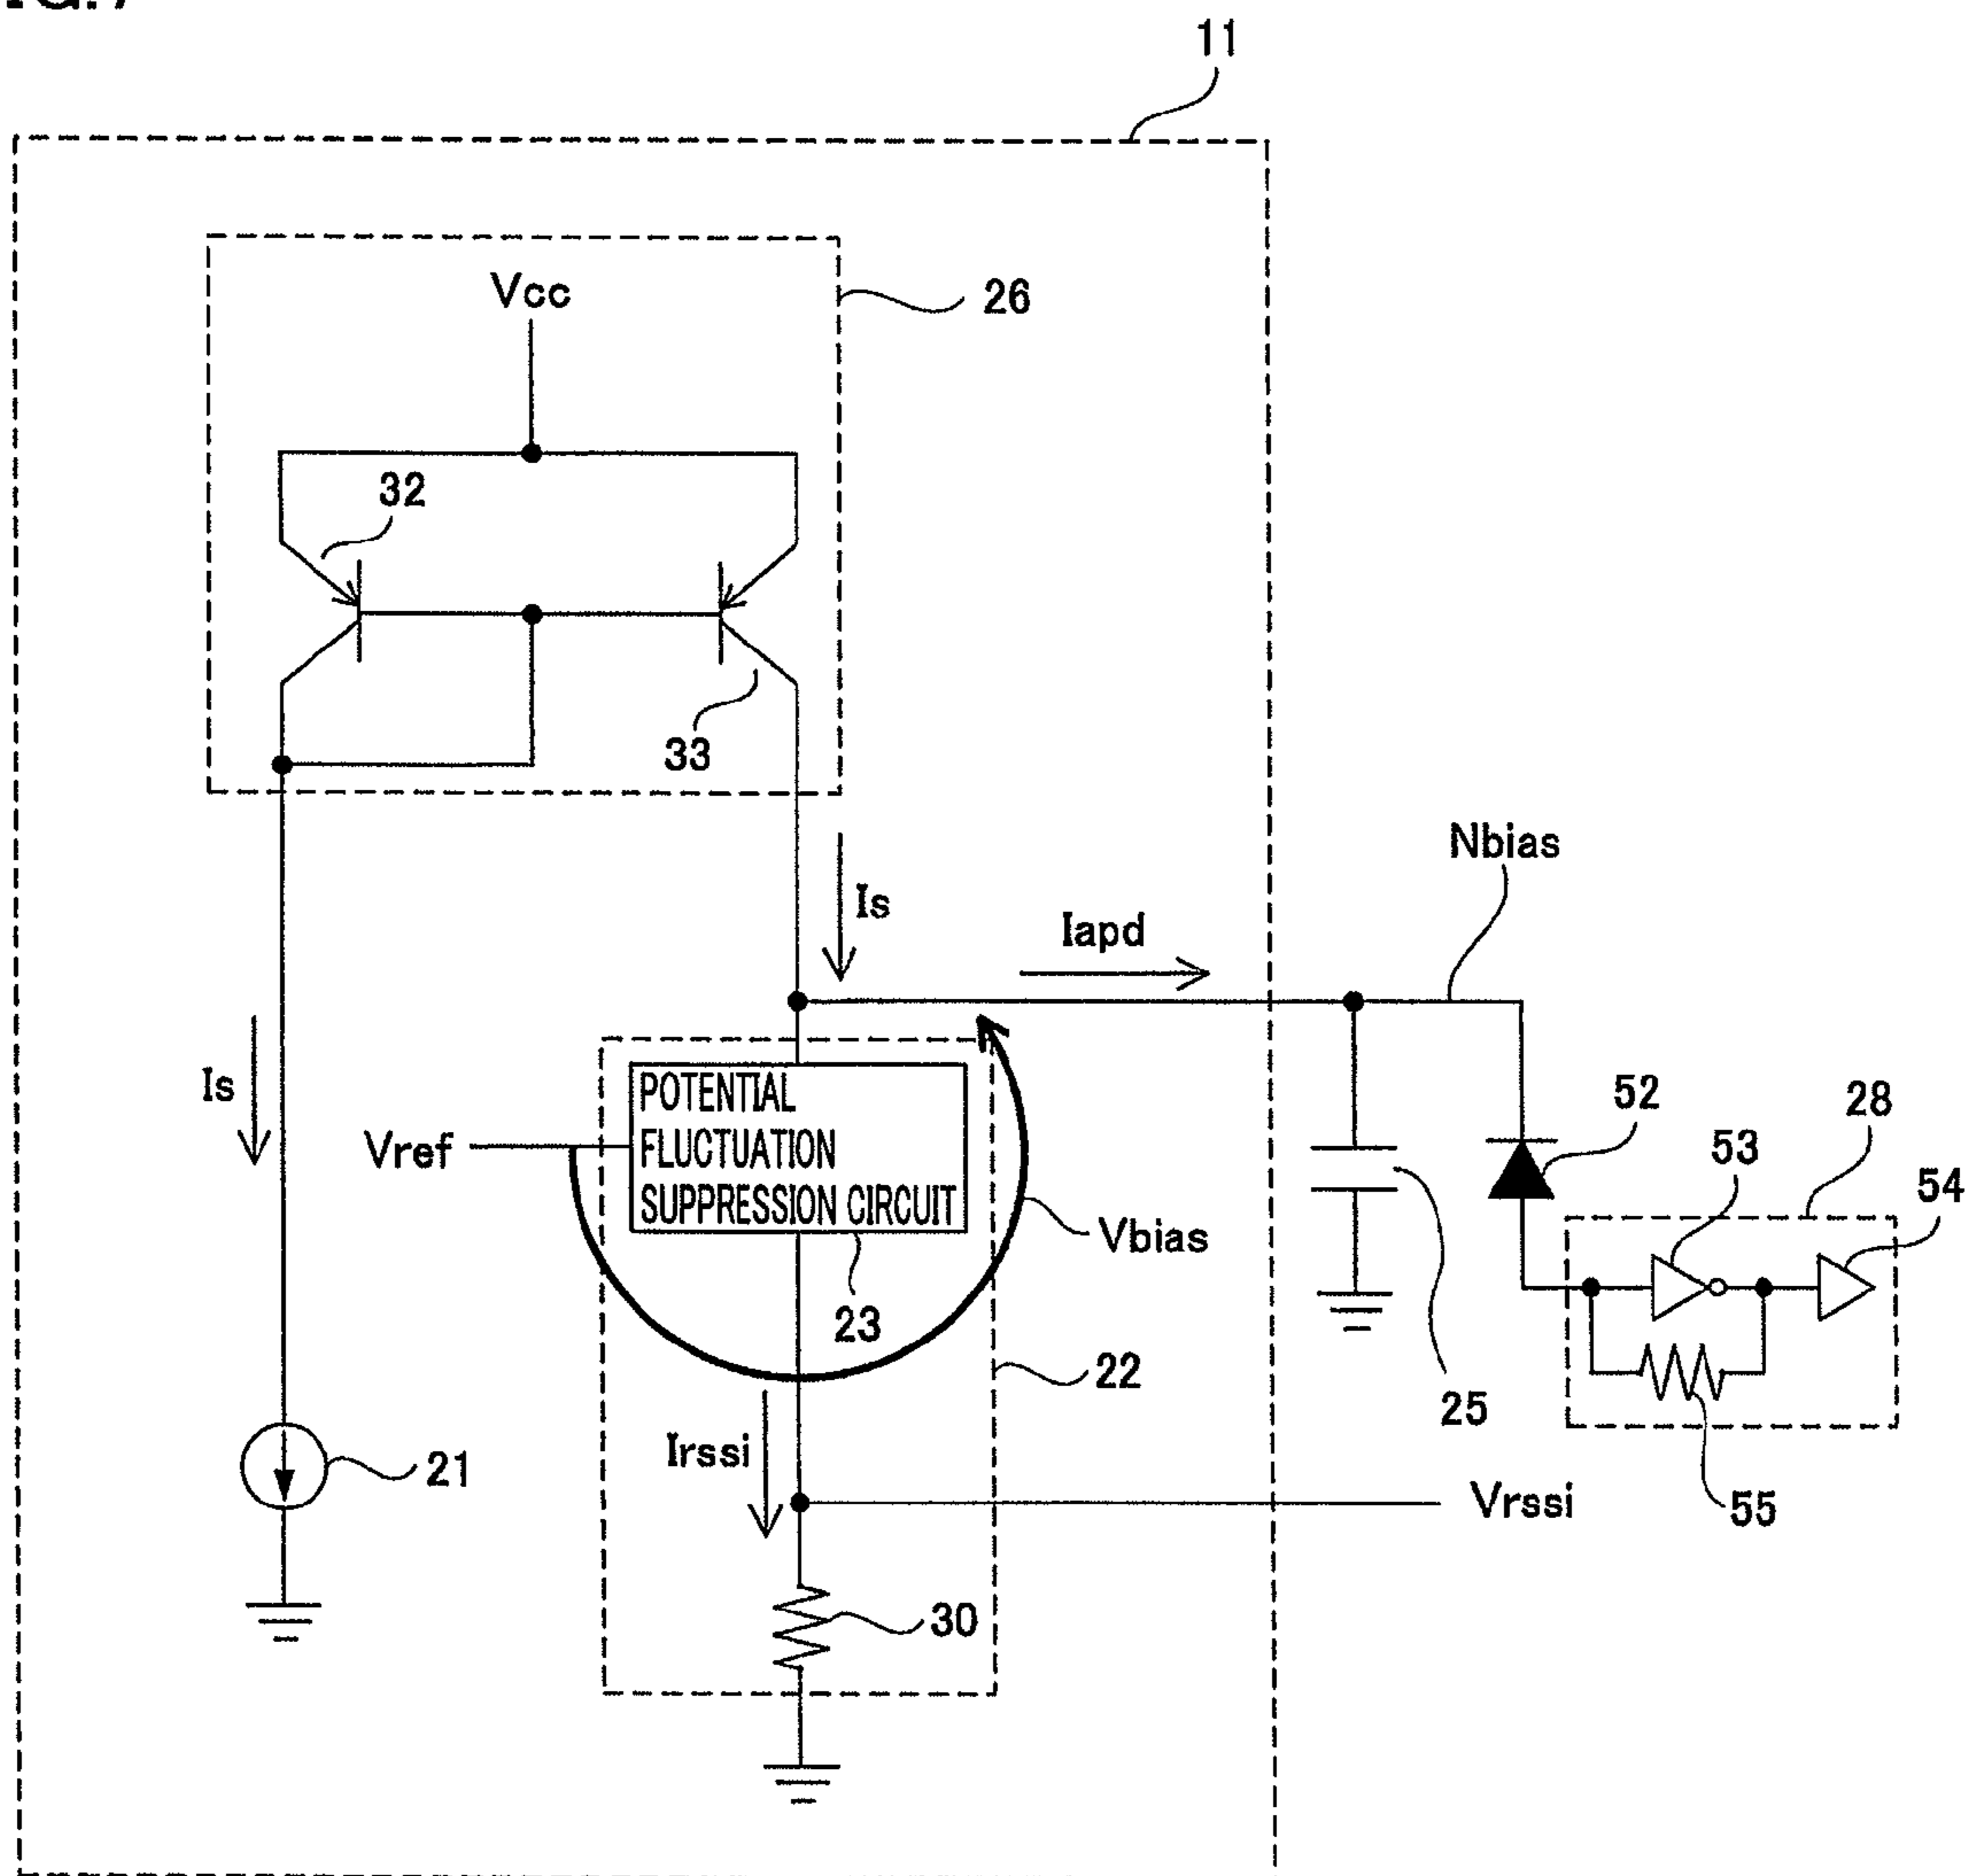 11
Vcc
26
32
33
Nbias
Is
Iapd
Is
POTENTIAL
FLUCTUATION
SUPPRESSION CIRCUIT
Vref
Vbias
52
28
53
54
23
22
25
Irssi
21
55
Vrssi
30